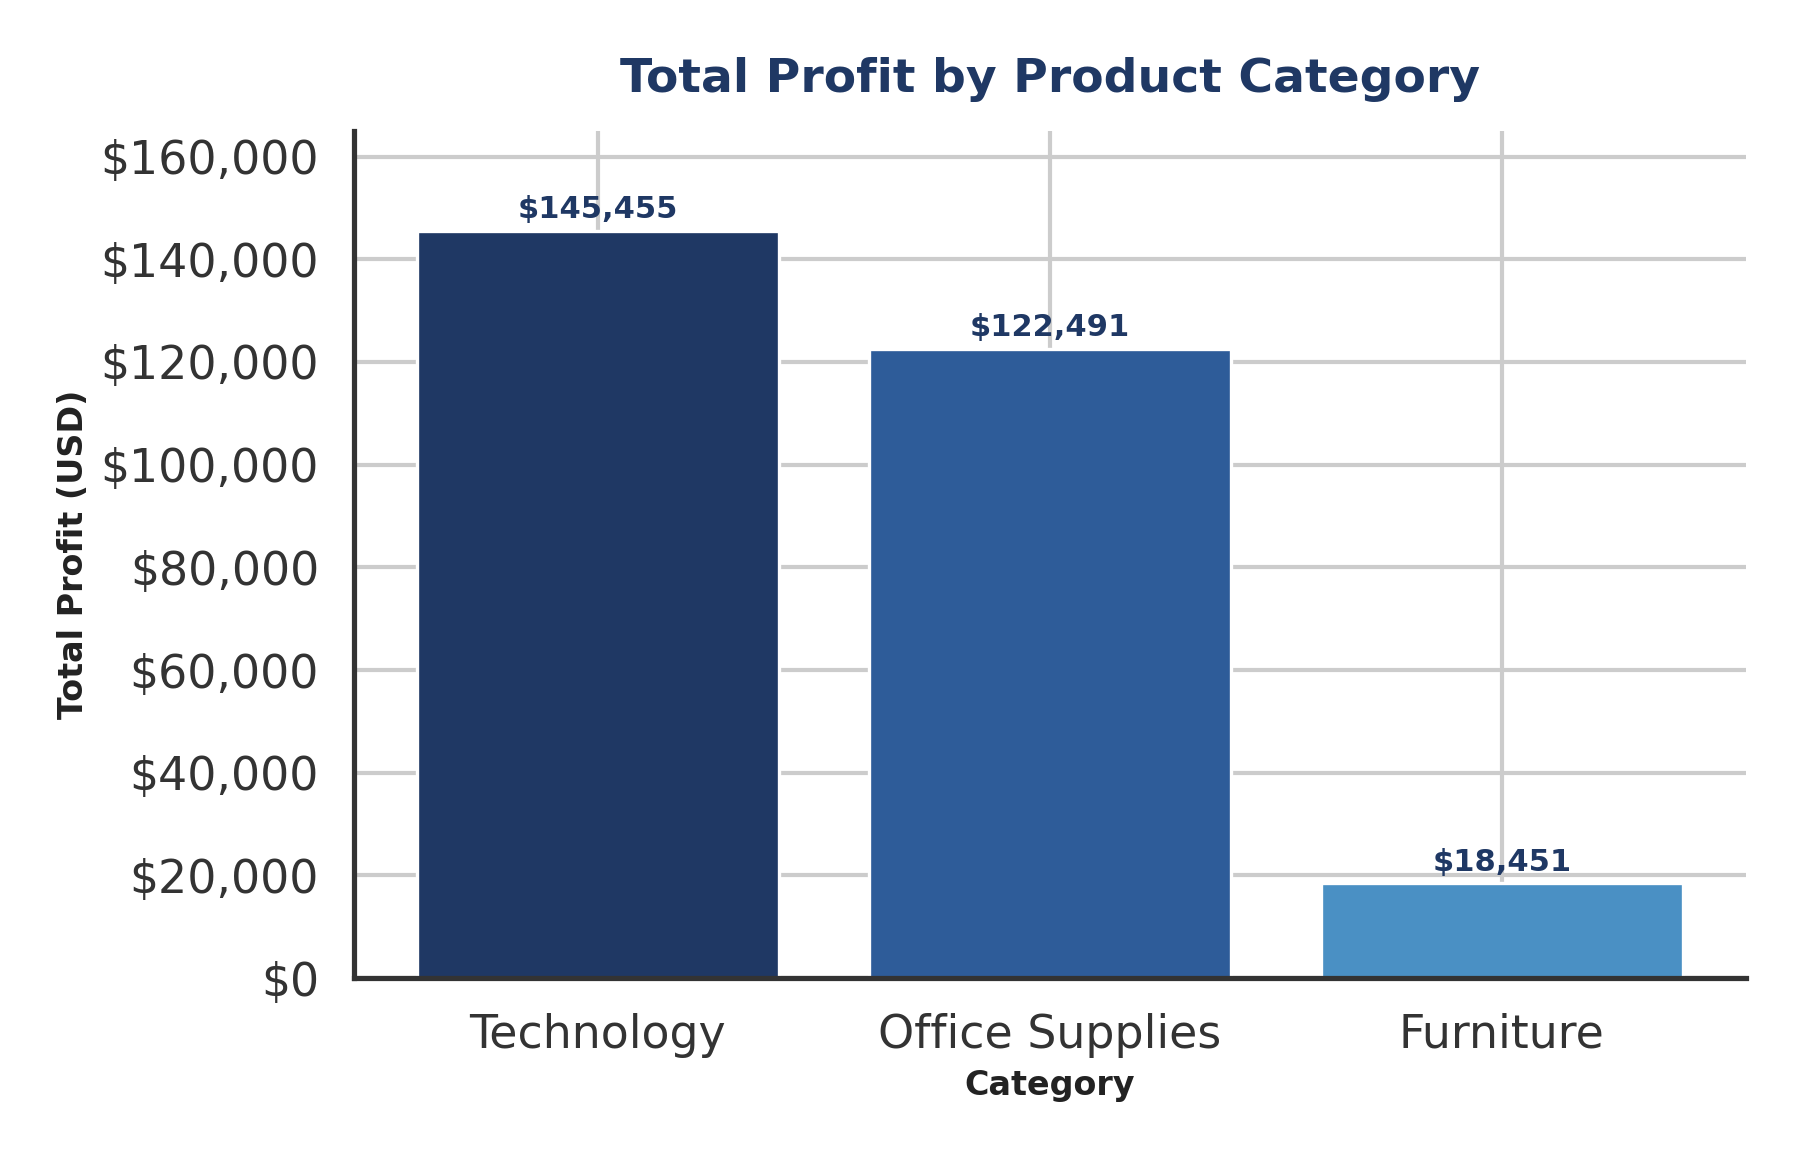 Total Profit by Product Category
Total Profit (USD)
$160,000
$140,000
$120,000
$100,000
$80,000
$60,000
$40,000
$20,000
$0
$145,455
$122,491
$18,451
Technology
Office Supplies
Furniture
Category